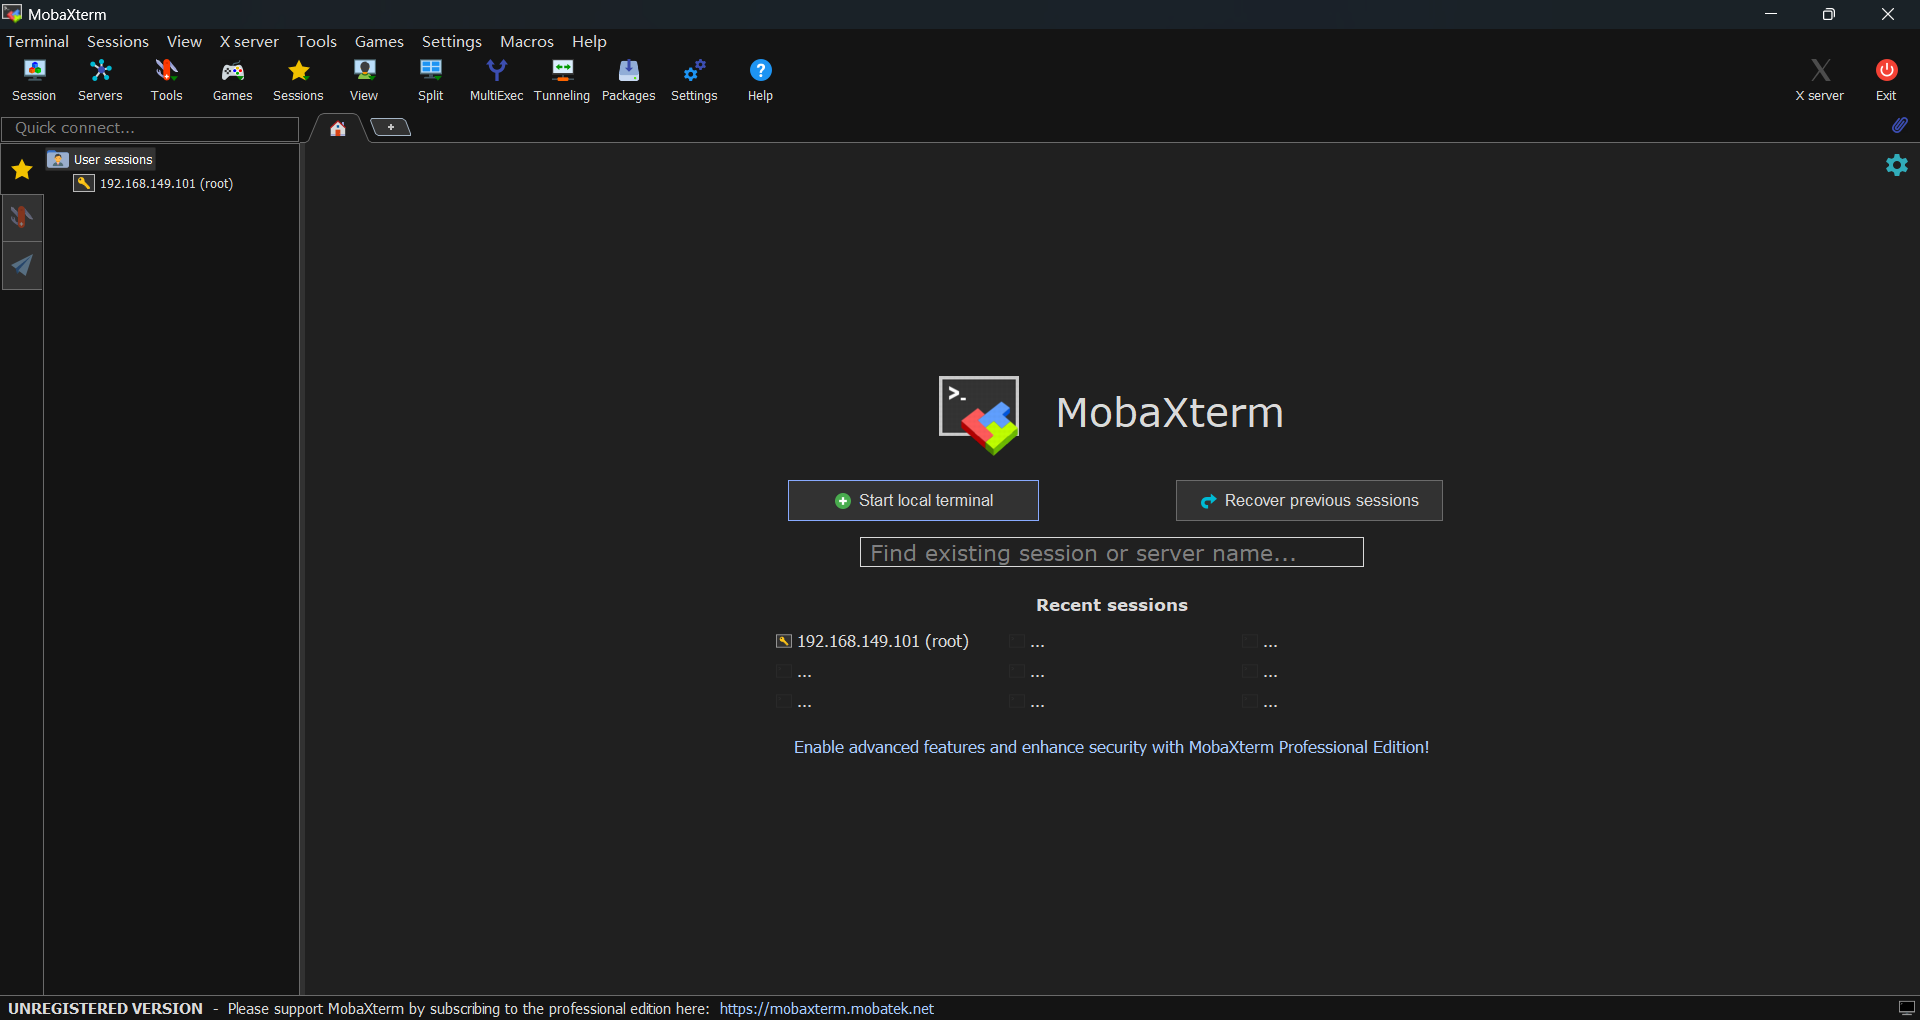 MobaXterm
Terminal Sessions View X server Tools Games Settings Macros Help
Session Servers Tools Games Sessions View Split MultiExec Tunneling Packages Settings Help X server Exit
Quick connect...
User sessions
192.168.149.101 (root)
>_
MobaXterm
Start local terminal Recover previous sessions
Find existing session or server name...
Recent sessions
192.168.149.101 (root) ... ...
... ... ...
... ... ...
Enable advanced features and enhance security with MobaXterm Professional Edition!
UNREGISTERED VERSION - Please support MobaXterm by subscribing to the professional edition here: https://mobaxterm.mobatek.net